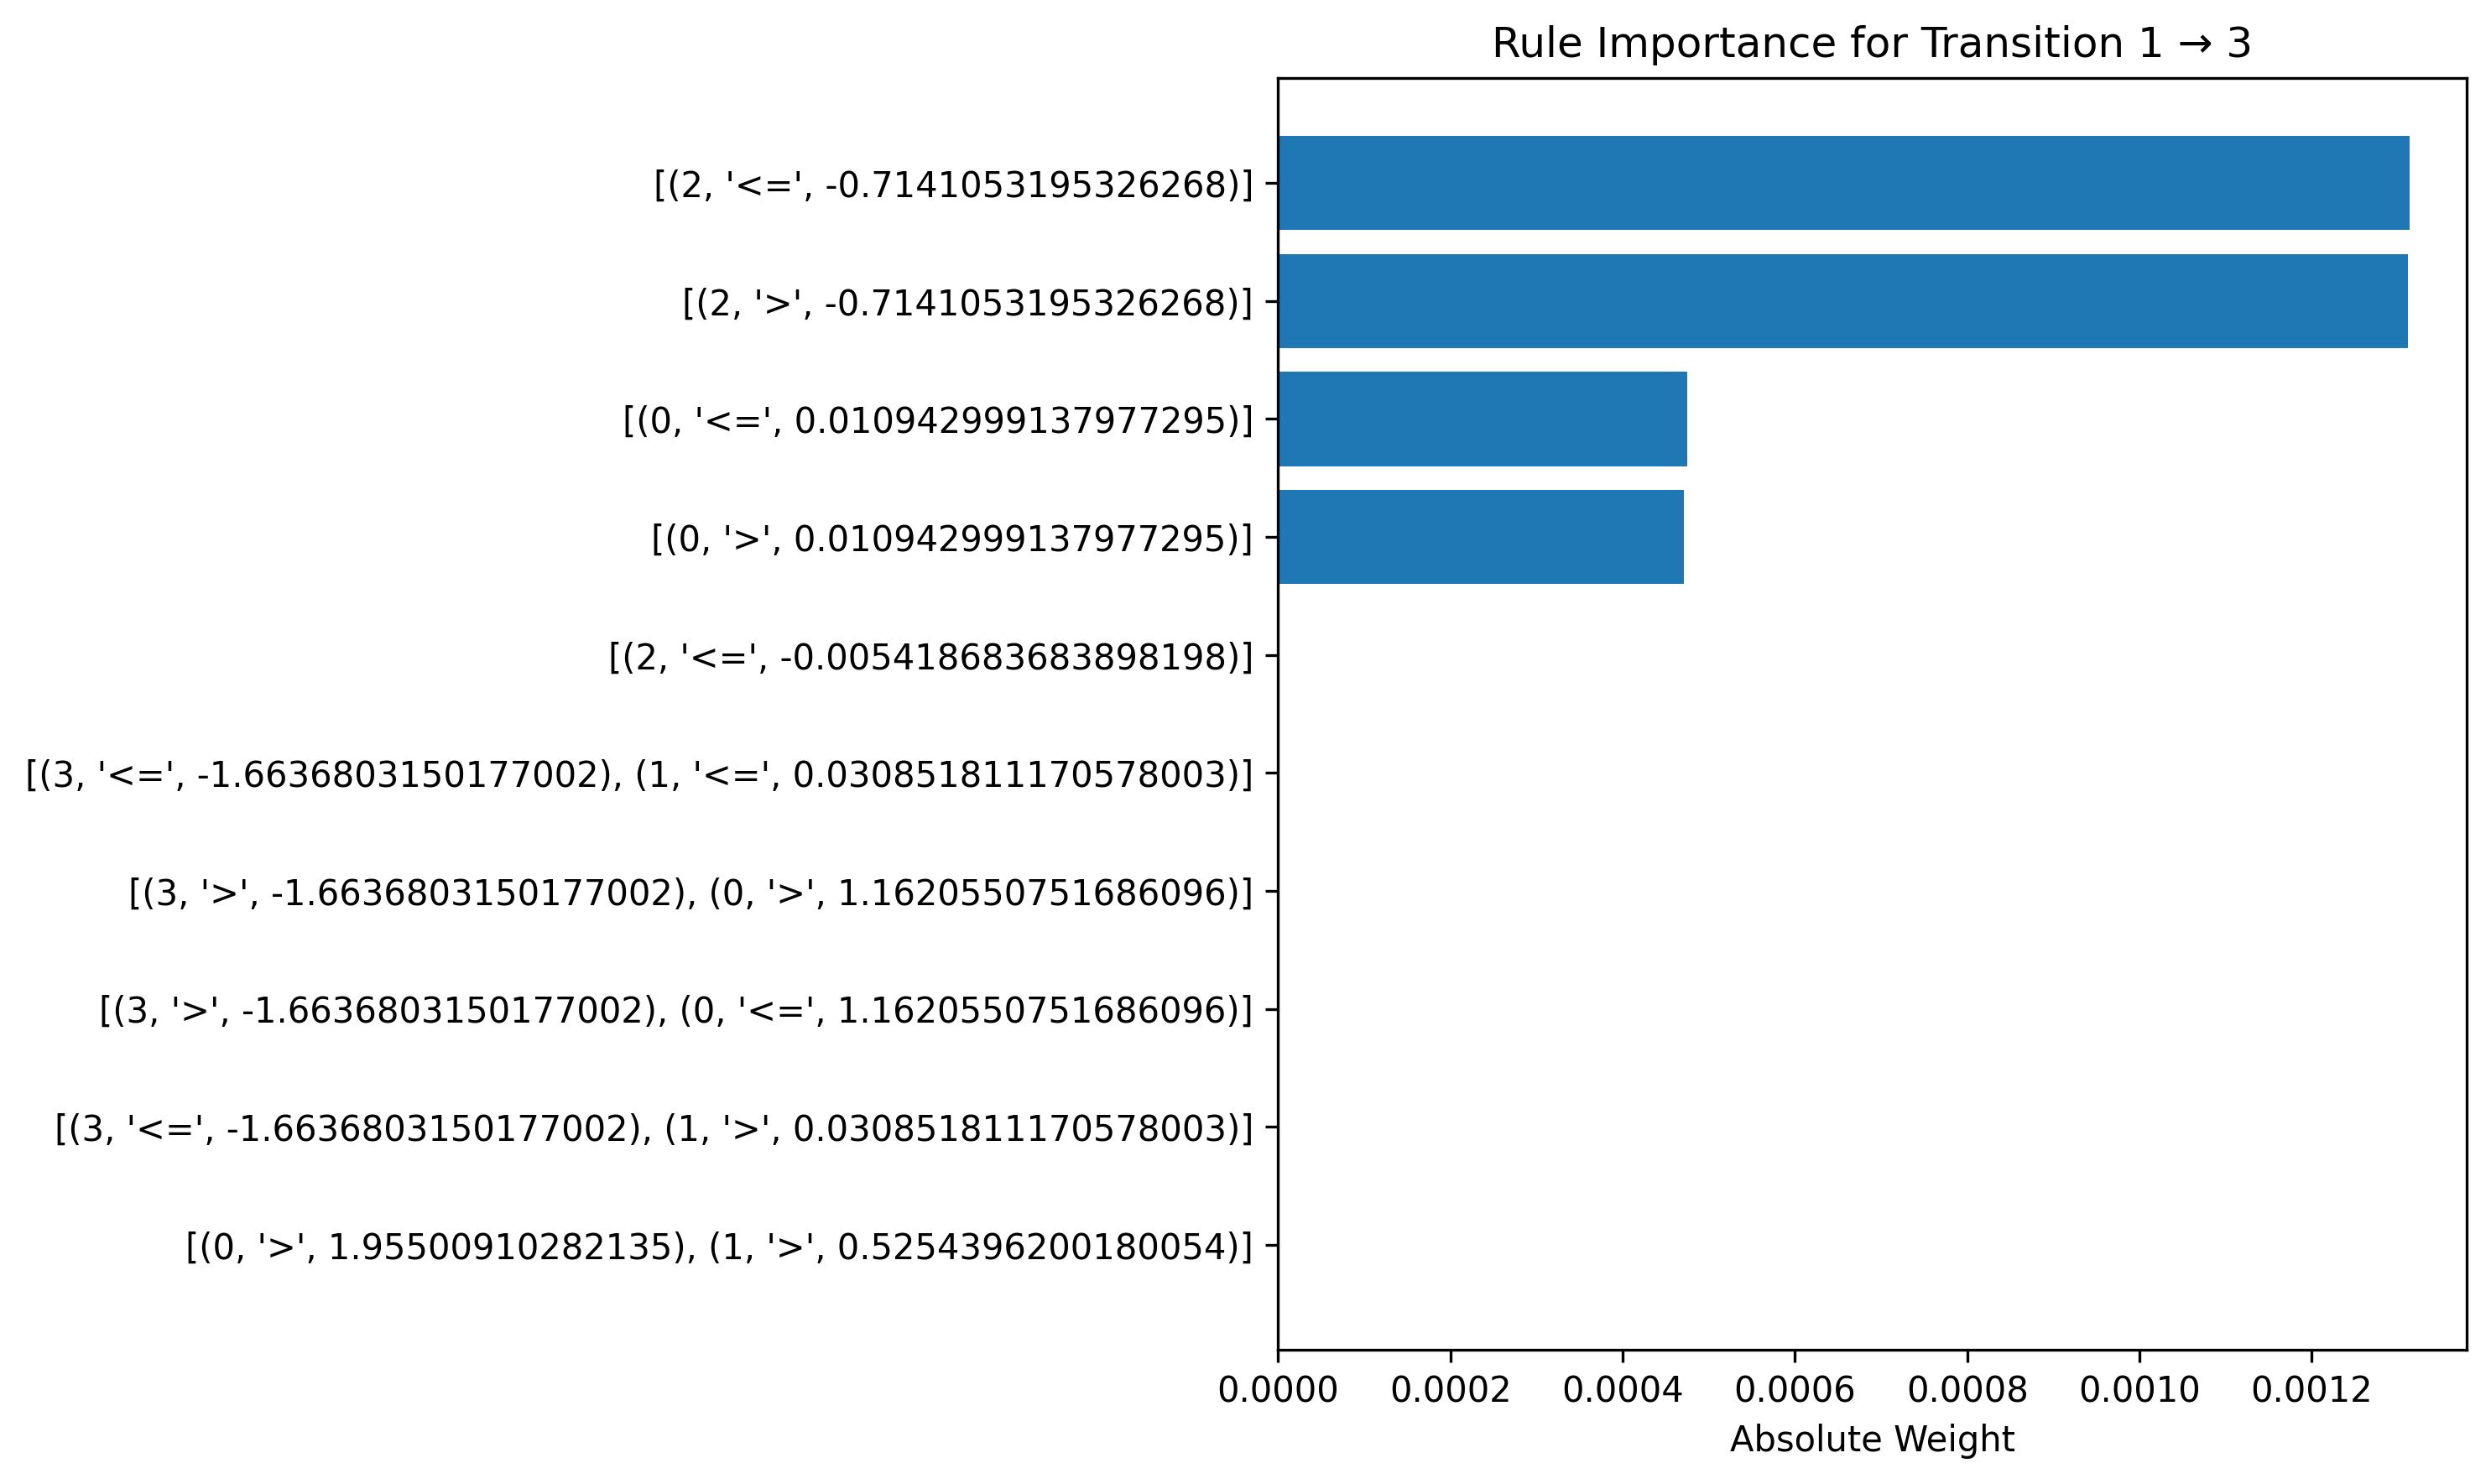 Rule Importance for Transition 1 → 3
[(2, '<=', -0.7141053195326268)]
[(2, '>', -0.7141053195326268)]
[(0, '<=', 0.010942999137977295)]
[(0, '>', 0.010942999137977295)]
[(2, '<=', -0.005418683683898198)]
[(3, '<=', -1.6636803150177002), (1, '<=', 0.030851811170578003)]
[(3, '>', -1.6636803150177002), (0, '>', 1.1620550751686096)]
[(3, '>', -1.6636803150177002), (0, '<=', 1.1620550751686096)]
[(3, '<=', -1.6636803150177002), (1, '>', 0.030851811170578003)]
[(0, '>', 1.95500910282135), (1, '>', 0.5254396200180054)]
0.0000 0.0002 0.0004 0.0006 0.0008 0.0010 0.0012
Absolute Weight